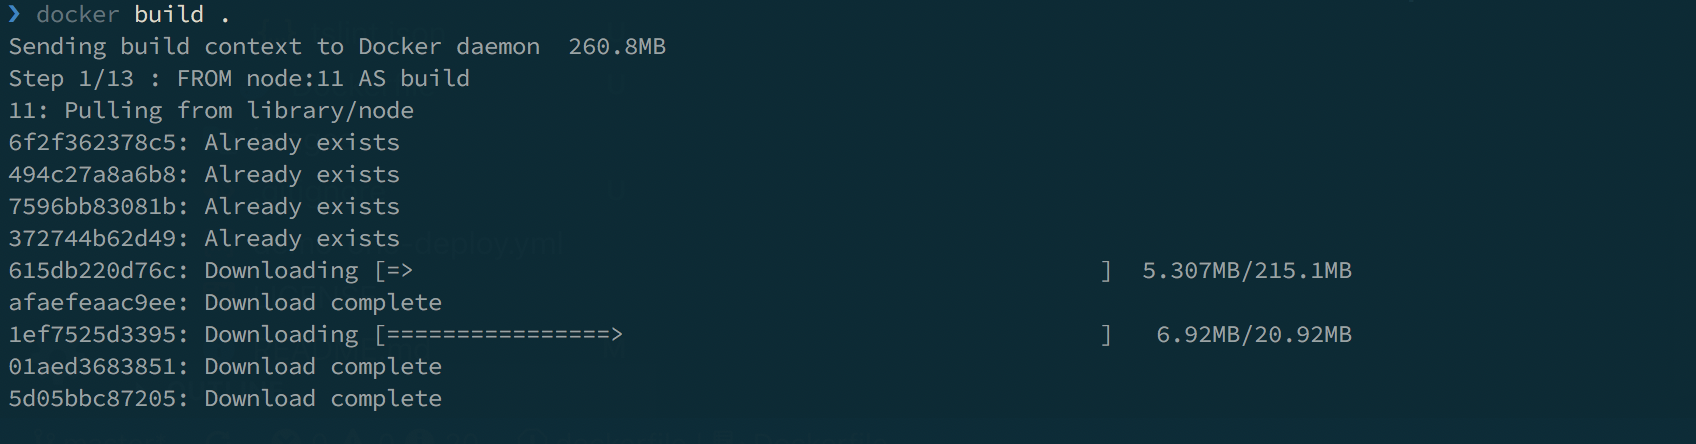 ❯ docker build .
Sending build context to Docker daemon  260.8MB
Step 1/13 : FROM node:11 AS build
11: Pulling from library/node
6f2f362378c5: Already exists
494c27a8a6b8: Already exists
7596bb83081b: Already exists
372744b62d49: Already exists
615db220d76c: Downloading [=>                                                 ]  5.307MB/215.1MB
afaefeaac9ee: Download complete
1ef7525d3395: Downloading [================>                                  ]   6.92MB/20.92MB
01aed3683851: Download complete
5d05bbc87205: Download complete